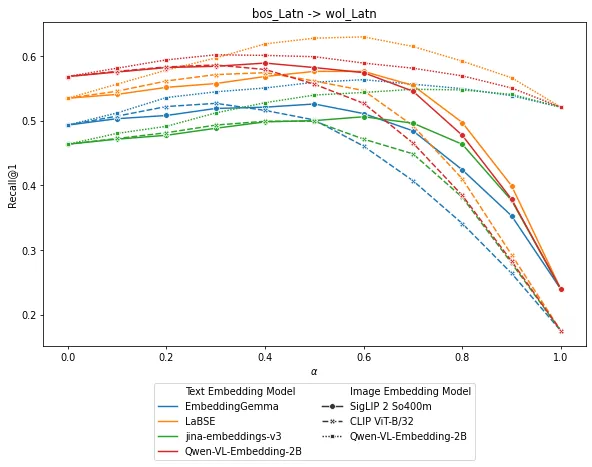 bos_Latn -> wol_Latn
Recall@1
0.6
0.5
0.4
0.3
0.2
0.0 0.2 0.4 0.6 0.8 1.0
α
Text Embedding Model Image Embedding Model
EmbeddingGemma SigLIP 2 So400m
LaBSE CLIP ViT-B/32
jina-embeddings-v3 Qwen-VL-Embedding-2B
Qwen-VL-Embedding-2B